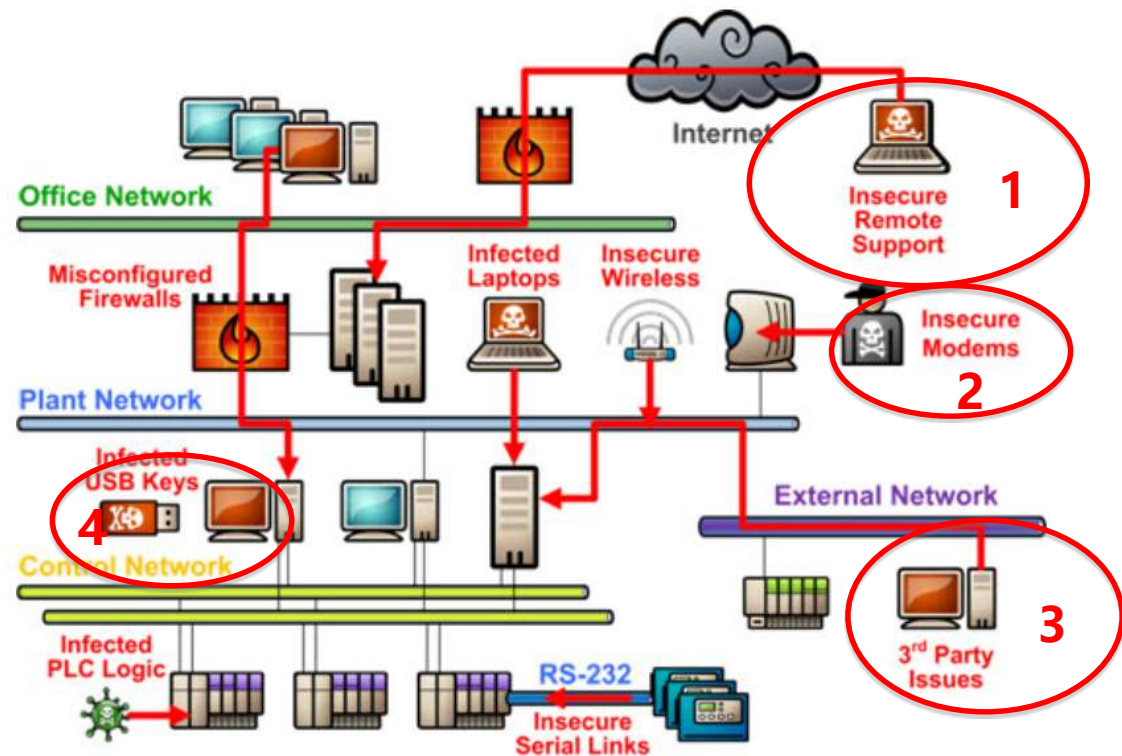 Internet
1
Insecure
Remote
Support
Office Network
Misconfigured
Firewalls
Infected
Laptops
Insecure
Wireless
Insecure
Modems
2
Plant Network
Infected
USB Keys
4
External Network
3
3rd Party
Issues
Control Network
Infected
PLC Logic
RS-232
Insecure
Serial Links